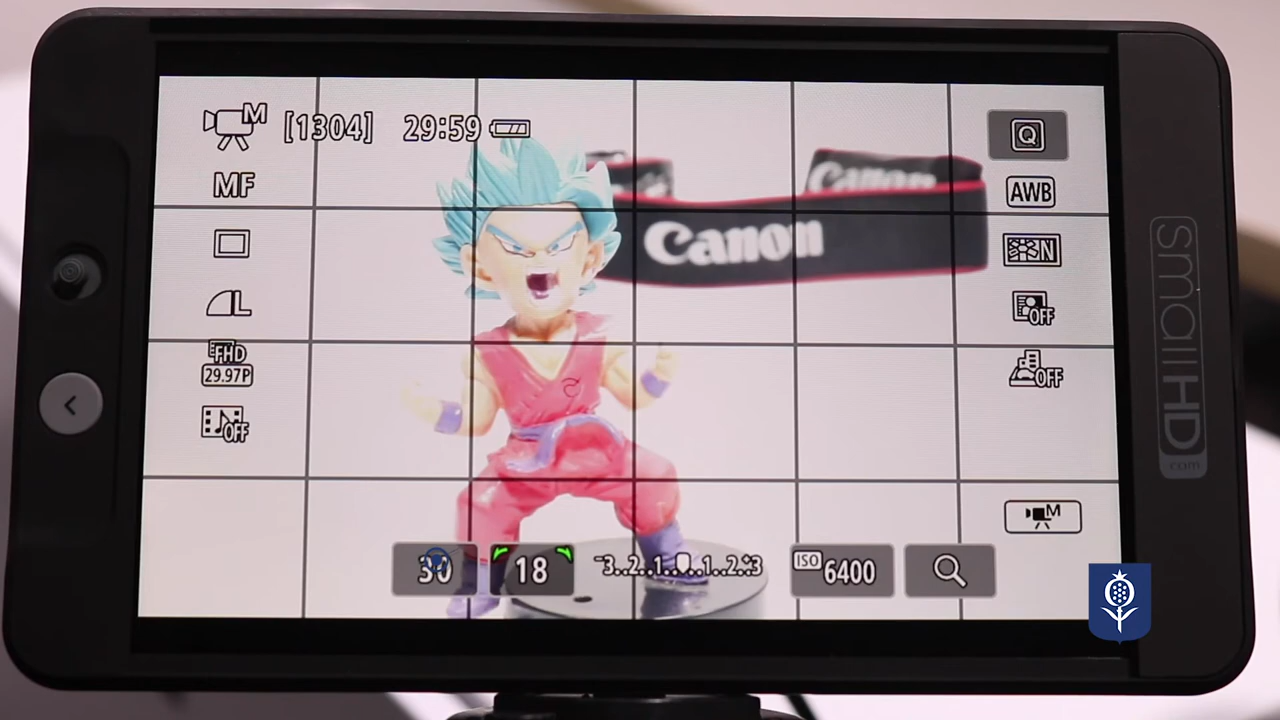 M [1304] 29:59
Q
MF
AWB
N
L
OFF
FHD
29.97P
OFF
OFF
M
30
18
-3..2..1..0..1..2..+3
ISO 6400
Canon
Canon
smallHD
.com